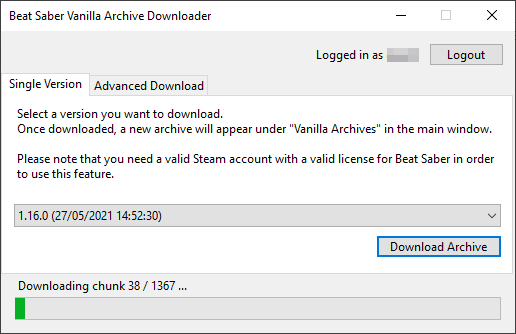 Beat Saber Vanilla Archive Downloader
Logged in as
Logout
Single Version
Advanced Download
Select a version you want to download.
Once downloaded, a new archive will appear under "Vanilla Archives" in the main window.
Please note that you need a valid Steam account with a valid license for Beat Saber in order
to use this feature.
1.16.0 (27/05/2021 14:52:30)
Download Archive
Downloading chunk 38 / 1367 ...